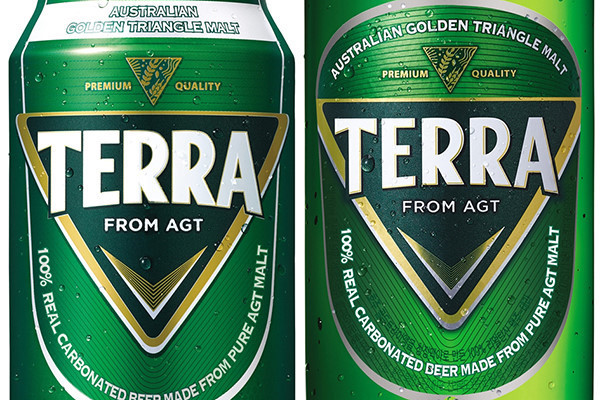 AUSTRALIAN
GOLDEN TRIANGLE MALT
PREMIUM QUALITY
TERRA
FROM AGT
100% REAL CARBONATED BEER MADE FROM PURE AGT MALT
AUSTRALIAN GOLDEN TRIANGLE MALT
PREMIUM QUALITY
TERRA
FROM AGT
100% REAL CARBONATED BEER MADE FROM PURE AGT MALT